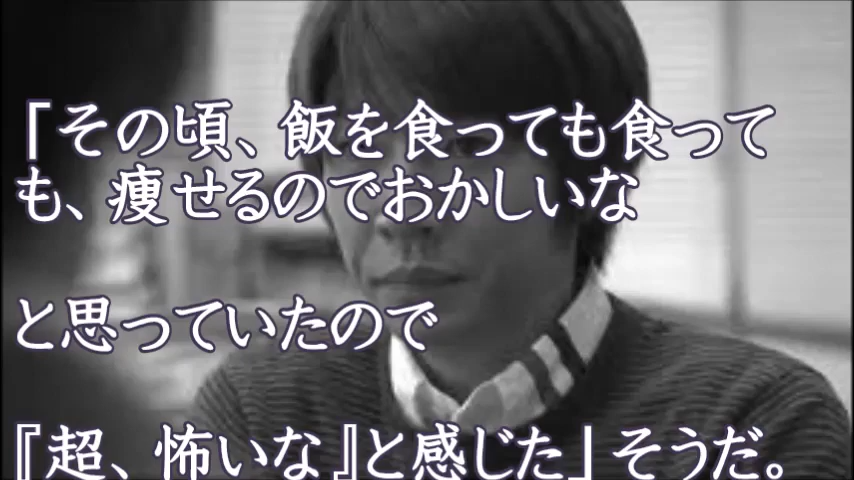 「その頃、飯を食っても食って
も、痩せるのでおかしいな
と思っていたので
『超、怖いな』と感じた」そうだ。